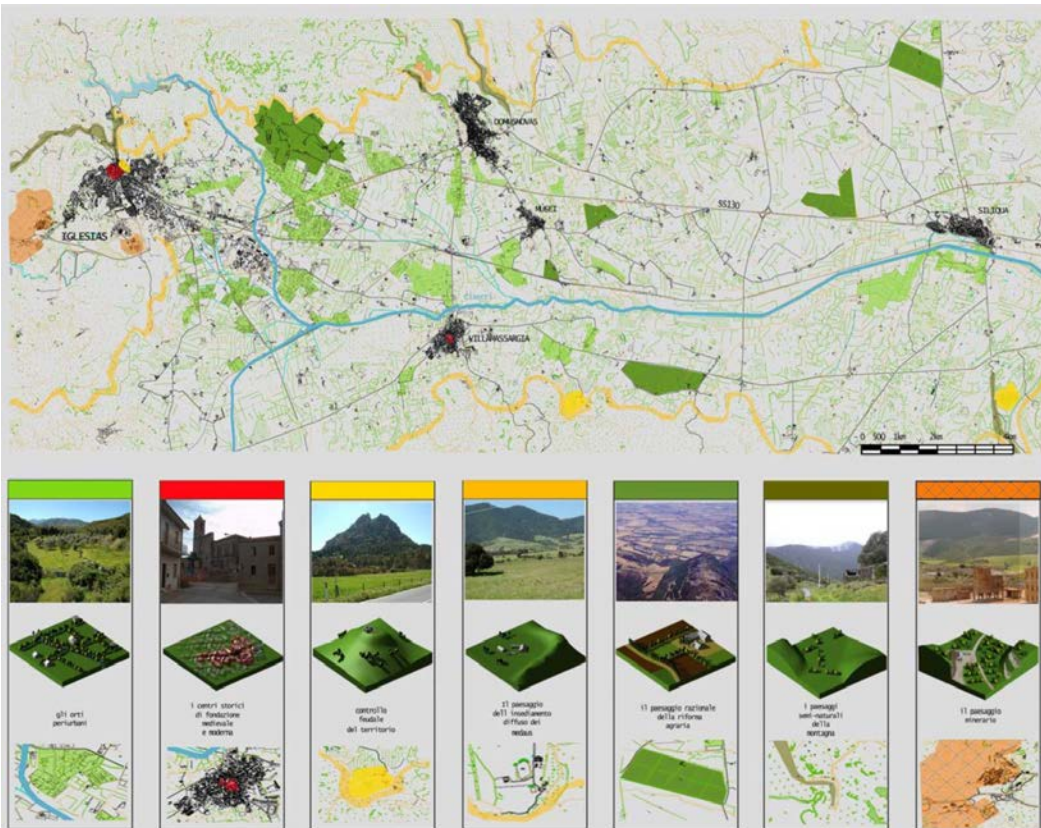 DOMUSNOVAS
MUSEI
SS130
SILIQUA
IGLESIAS
Cixerri
VILLAMASSARGIA
0 500 1km 2km 4km
gli orti
periurbani
i centri storici
di fondazione
medievale
e moderna
controllo
feudale
del territorio
Il paesaggio
dell insediamento
diffuso dei
medaus
il paesaggio razionale
della riforma
agraria
i paesaggi
semi-naturali
della
montagna
il paesaggio
minerario